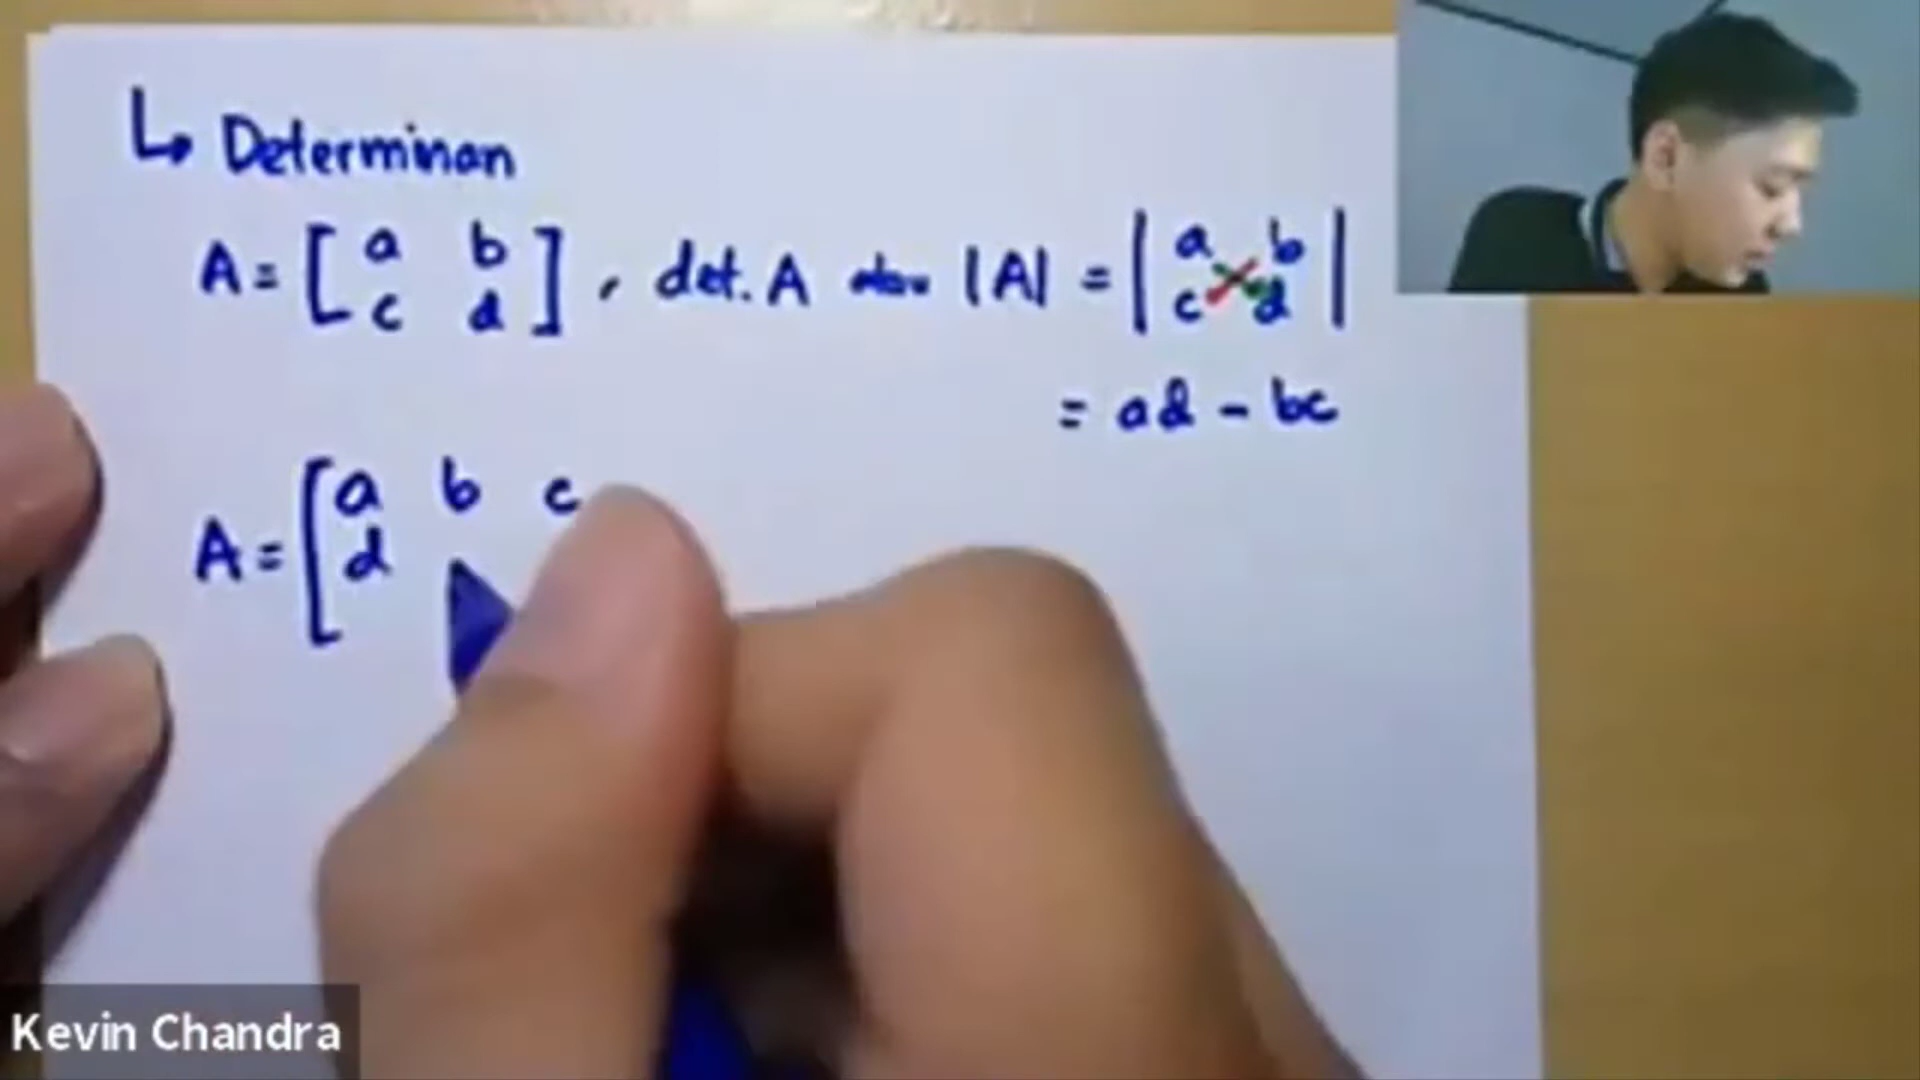 ↳ Determinan
A = [ a b ] , det. A atau |A| = | a b |
c d c d
= ad - bc
A = [ a b c
d
Kevin Chandra